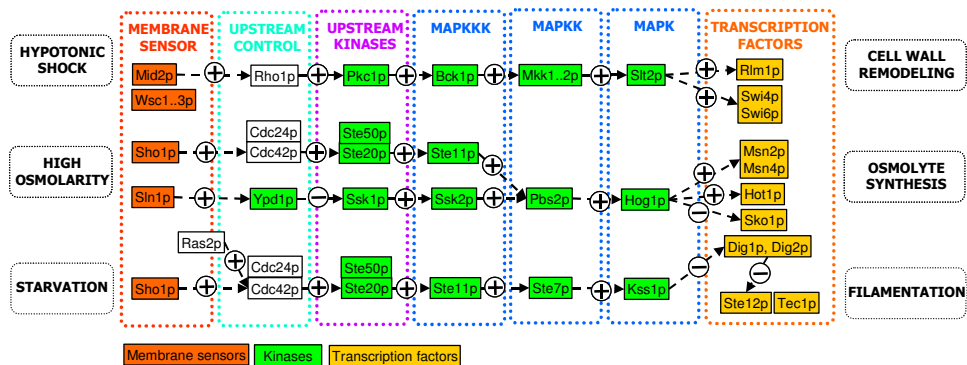 MEMBRANE SENSOR
UPSTREAM CONTROL
UPSTREAM KINASES
MAPKKK
MAPKK
MAPK
TRANSCRIPTION FACTORS
HYPOTONIC SHOCK
Mid2p
Wsc1..3p
+
Rho1p
+
Pkc1p
+
Bck1p
+
Mkk1..2p
+
Slt2p
+
+
Rlm1p
Swi4p
Swi6p
CELL WALL REMODELING
HIGH OSMOLARITY
Sho1p
+
Cdc24p
Cdc42p
+
Ste50p
Ste20p
+
Ste11p
+
Sln1p
+
Ypd1p
−
Ssk1p
+
Ssk2p
+
Pbs2p
+
Hog1p
+
+
−
Msn2p
Msn4p
Hot1p
Sko1p
OSMOLYTE SYNTHESIS
STARVATION
Ras2p
+
Sho1p
+
Cdc24p
Cdc42p
+
Ste50p
Ste20p
+
Ste11p
+
Ste7p
+
Kss1p
−
Dig1p, Dig2p
−
Ste12p
Tec1p
FILAMENTATION
Membrane sensors
Kinases
Transcription factors